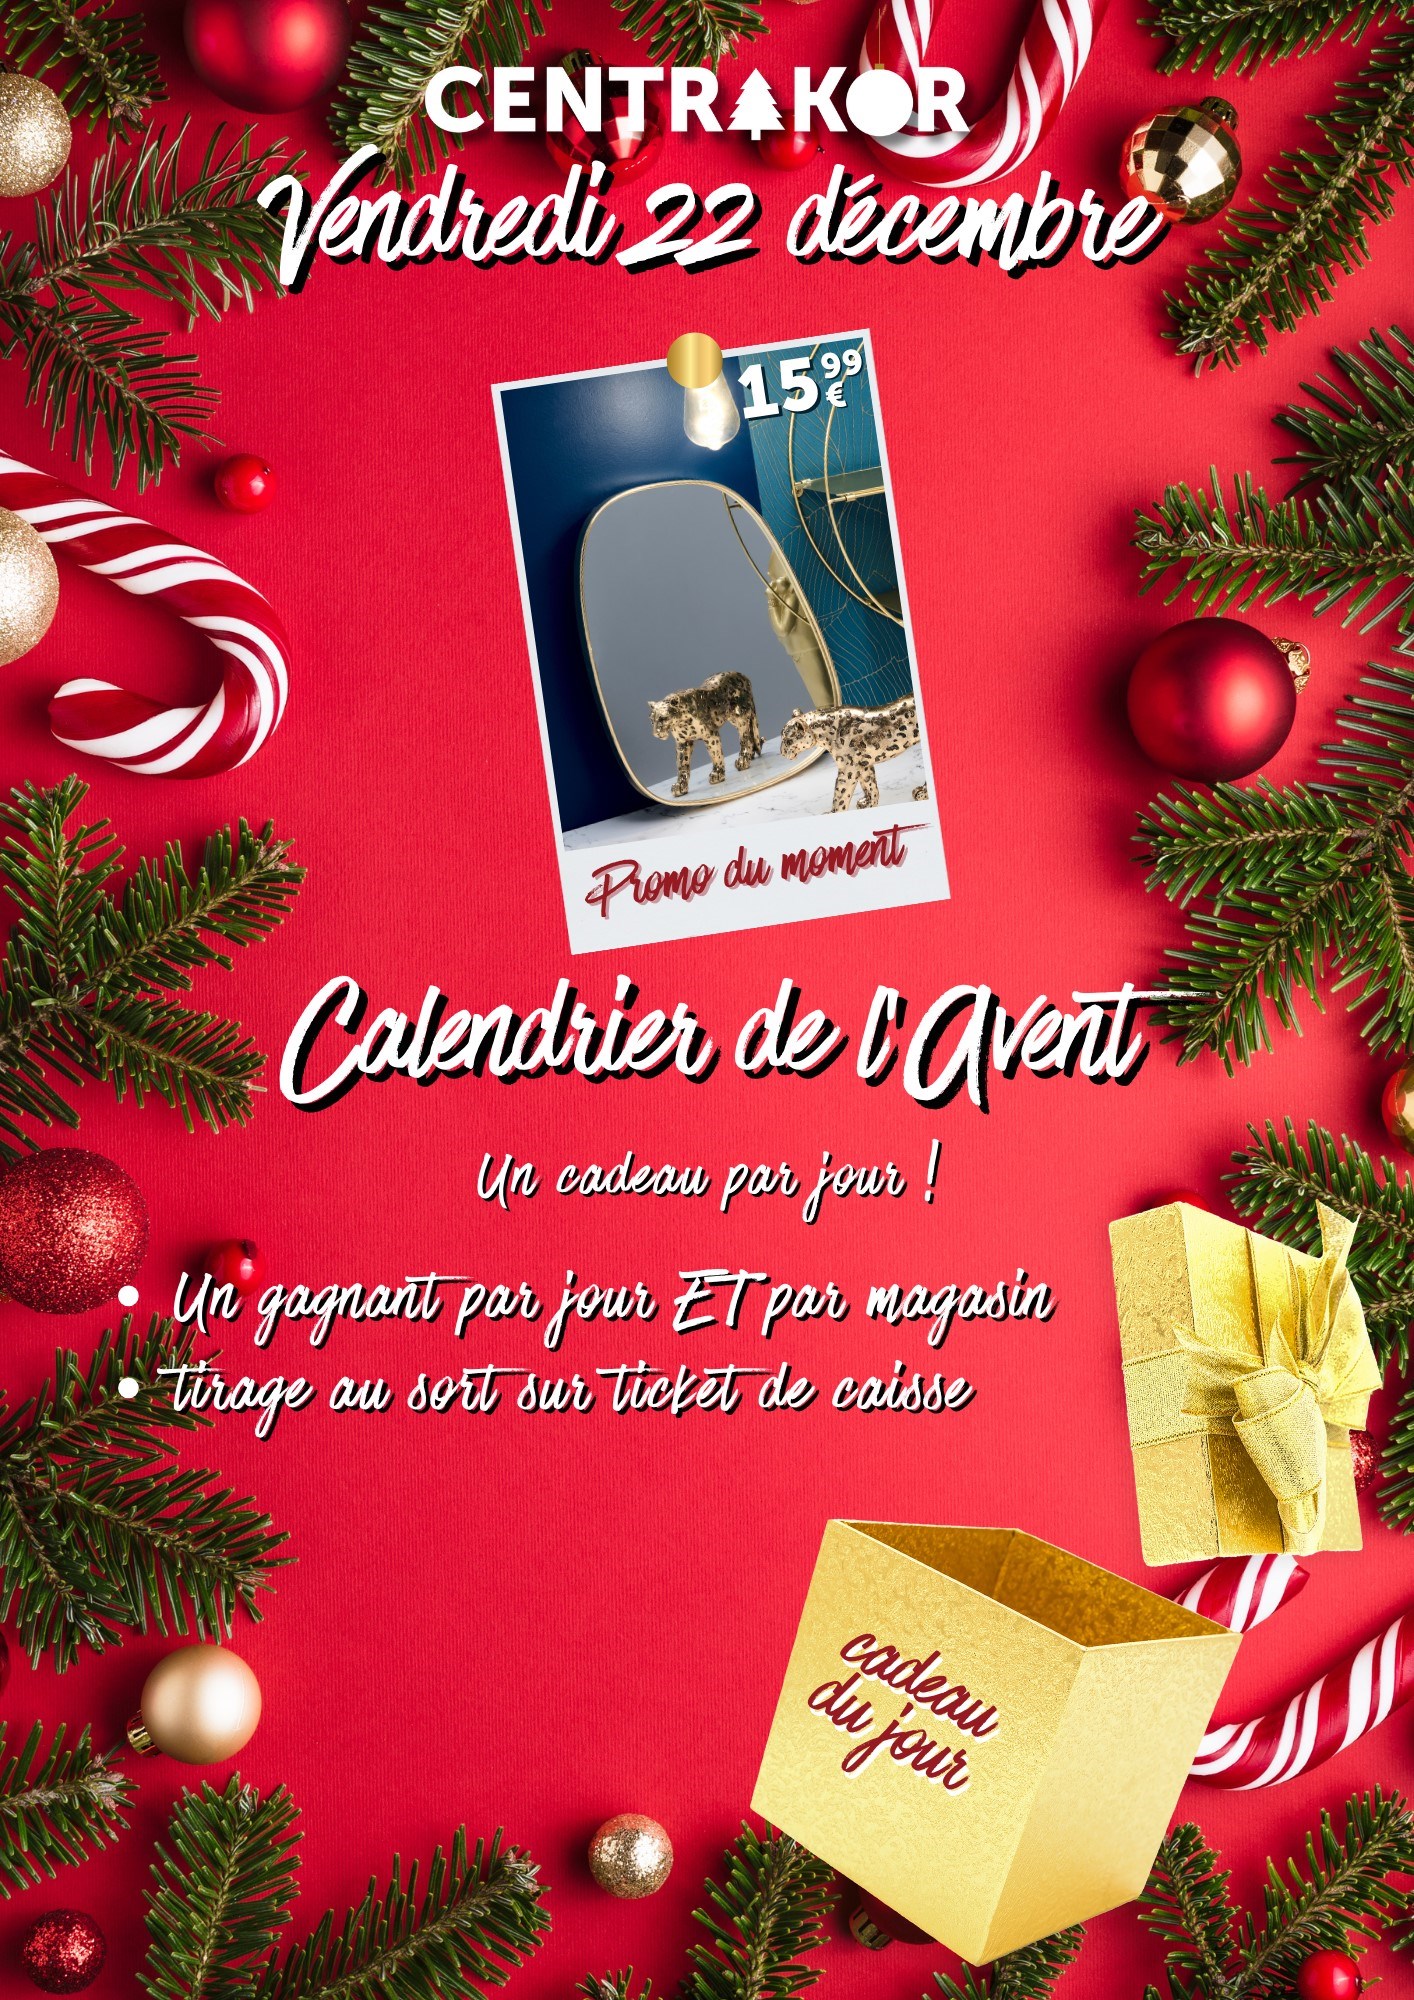 CENTRAKOR
Vendredi 22 décembre
15€99
Promo du moment
Calendrier de l'Avent
Un cadeau par jour !
• Un gagnant par jour ET par magasin
• tirage au sort sur ticket de caisse
cadeau
du jour